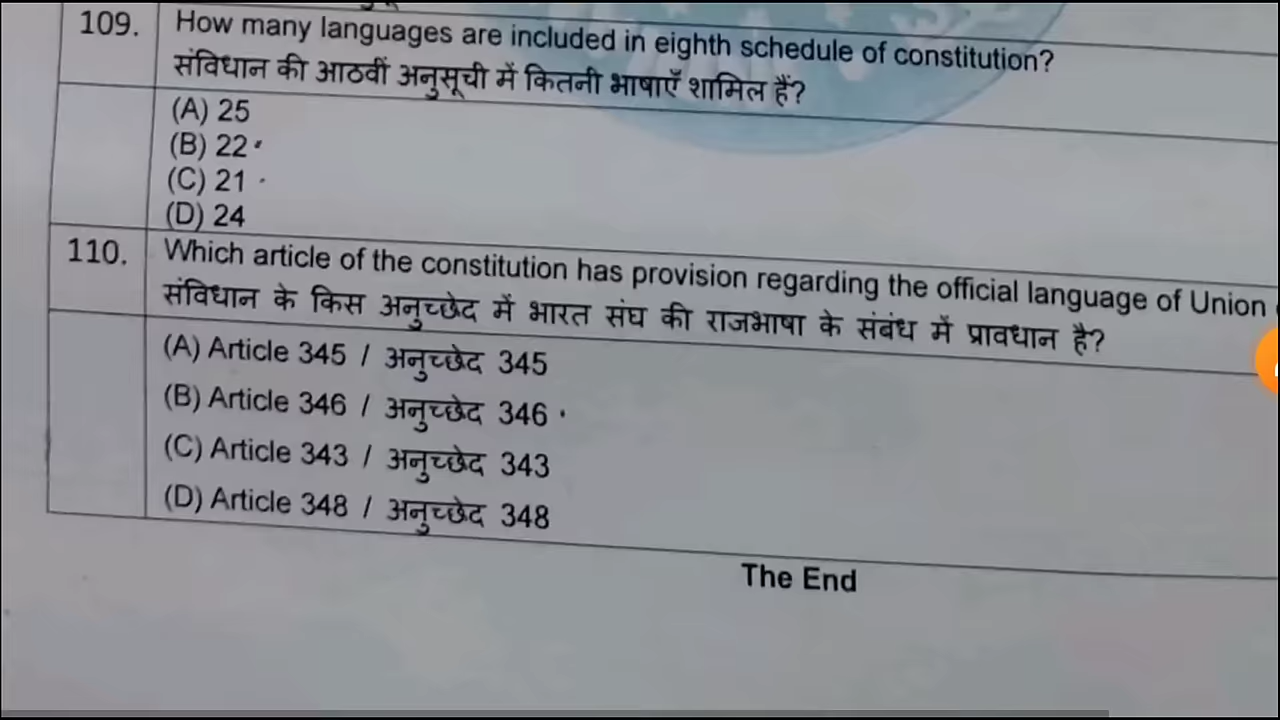 109. How many languages are included in eighth schedule of constitution?
संविधान की आठवीं अनुसूची में कितनी भाषाएँ शामिल हैं?
(A) 25
(B) 22
(C) 21
(D) 24
110. Which article of the constitution has provision regarding the official language of Union
संविधान के किस अनुच्छेद में भारत संघ की राजभाषा के संबंध में प्रावधान है?
(A) Article 345 / अनुच्छेद 345
(B) Article 346 / अनुच्छेद 346
(C) Article 343 / अनुच्छेद 343
(D) Article 348 / अनुच्छेद 348
The End